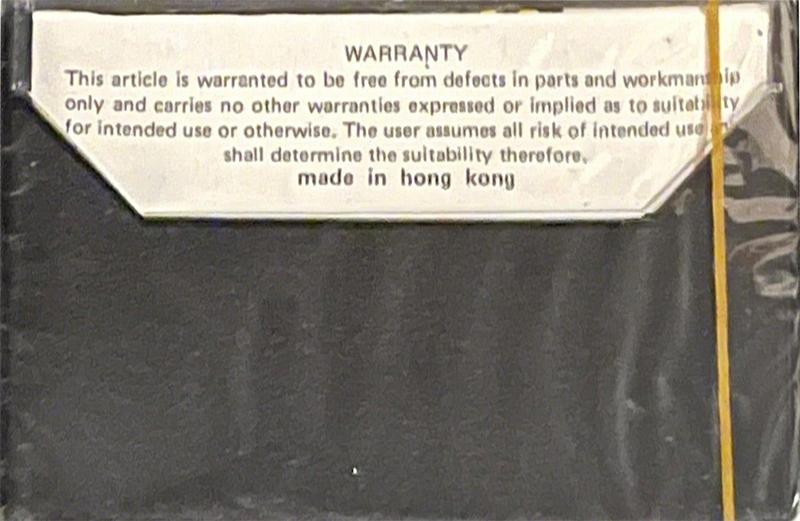 WARRANTY
This article is warranted to be free from defects in parts and workmanship
only and carries no other warranties expressed or implied as to suitability
for intended use or otherwise. The user assumes all risk of intended use
shall determine the suitability therefore.
made in hong kong